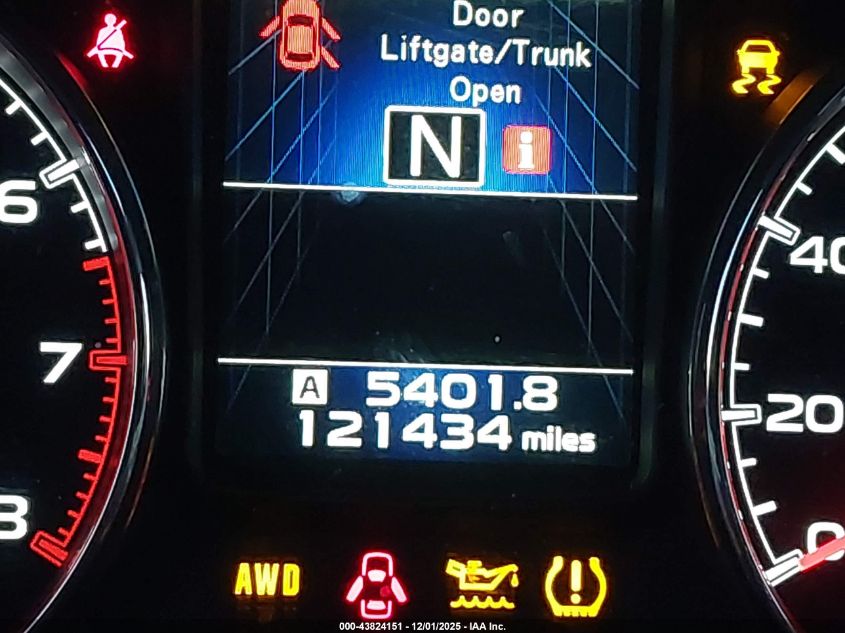 Door
Liftgate/Trunk
Open
N i
6
7
8
40
20
0
A 5401.8
121434 miles
AWD
!
000-43824151 - 12/01/2025 - IAA Inc.